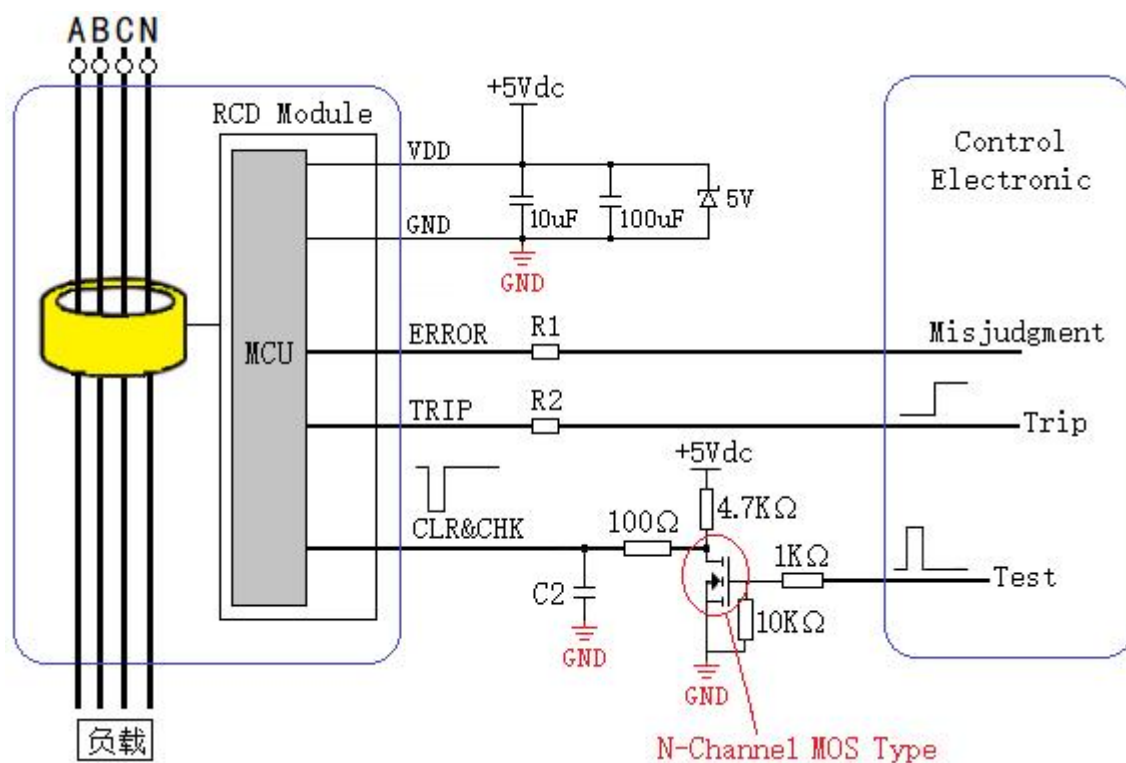 A B C N
+5Vdc
RCD Module
VDD
Control
Electronic
10uF
100uF
5V
GND
GND
MCU
ERROR
R1
Misjudgment
TRIP
R2
Trip
+5Vdc
4.7KΩ
CLR&CHK
100Ω
1KΩ
Test
C2
10KΩ
GND
GND
负载
N-Channel MOS Type